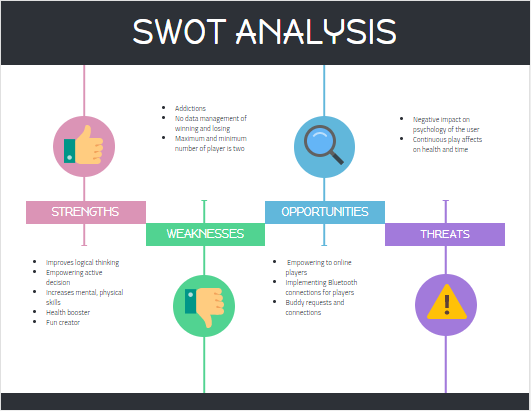 SWOT ANALYSIS
STRENGTHS
Improves logical thinking
Empowering active
decision
Increases mental, physical
skills
Health booster
Fun creator
Addictions
No data management of
winning and losing
Maximum and minimum
number of player is two
WEAKNESSES
OPPORTUNITIES
Empowering to online
players
Implementing Bluetooth
connections for players
Buddy requests and
connections
Negative impact on
psychology of the user
Continuous play affects
on health and time
THREATS